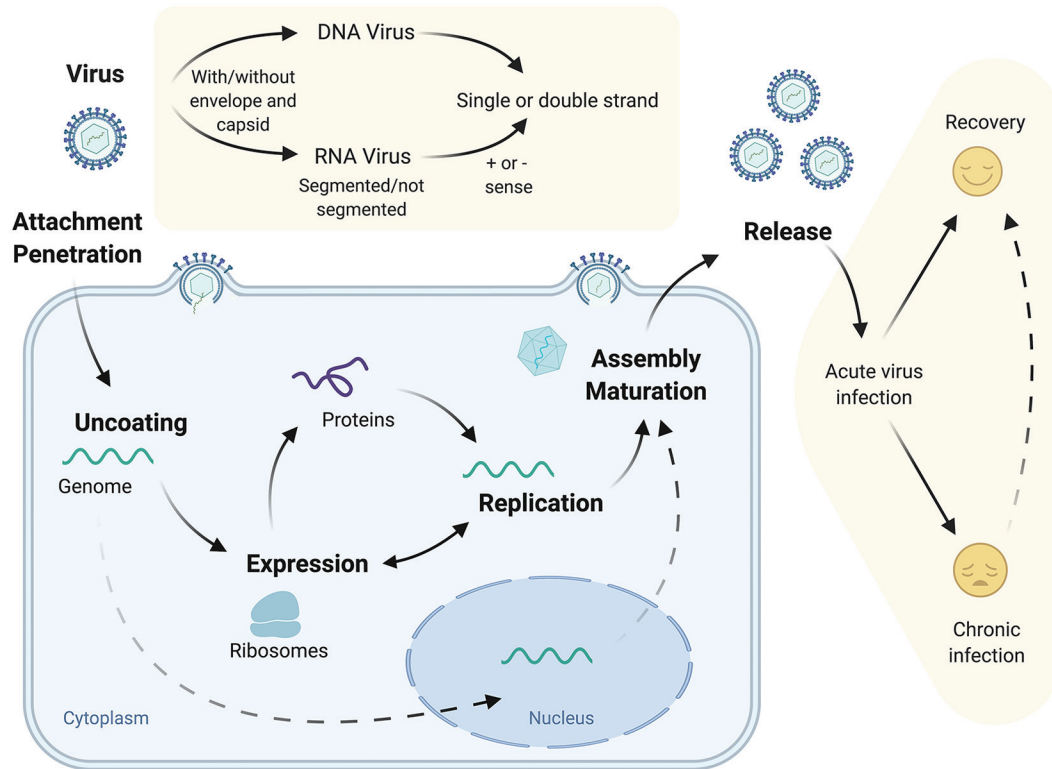 Virus
DNA Virus
With/without
envelope and
capsid
Single or double strand
RNA Virus
Segmented/not
segmented
+ or -
sense
Attachment
Penetration
Release
Recovery
Acute virus
infection
Chronic
infection
Assembly
Maturation
Proteins
Uncoating
Genome
Replication
Expression
Ribosomes
Cytoplasm
Nucleus